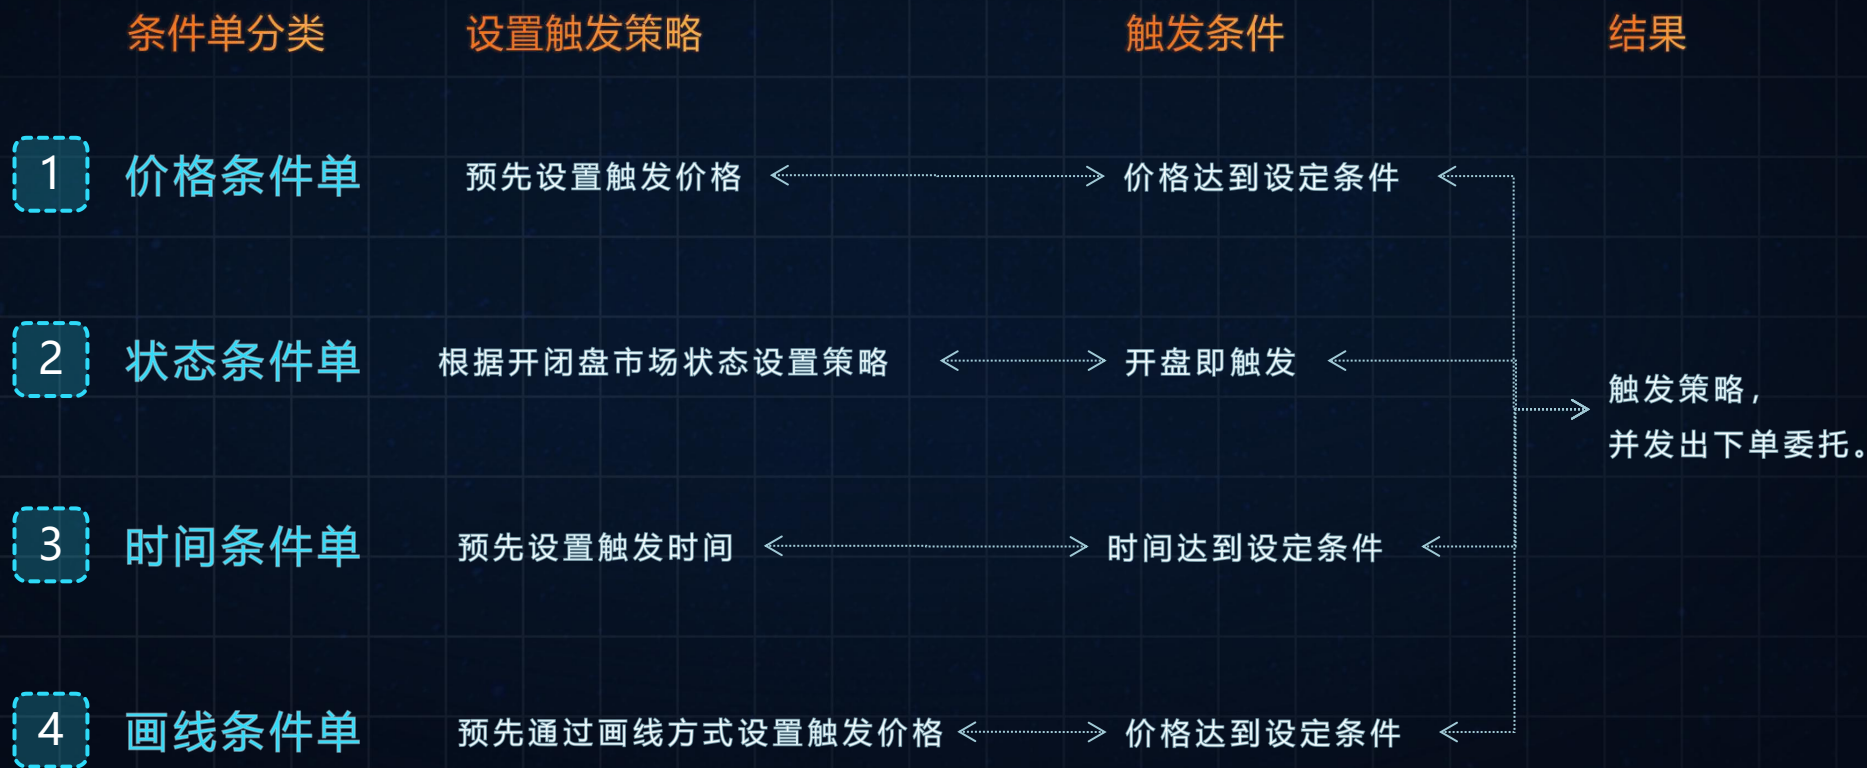 条件单分类 设置触发策略 触发条件 结果
1 价格条件单 预先设置触发价格 价格达到设定条件
2 状态条件单 根据开闭盘市场状态设置策略 开盘即触发
触发策略，
并发出下单委托。
3 时间条件单 预先设置触发时间 时间达到设定条件
4 画线条件单 预先通过画线方式设置触发价格 价格达到设定条件